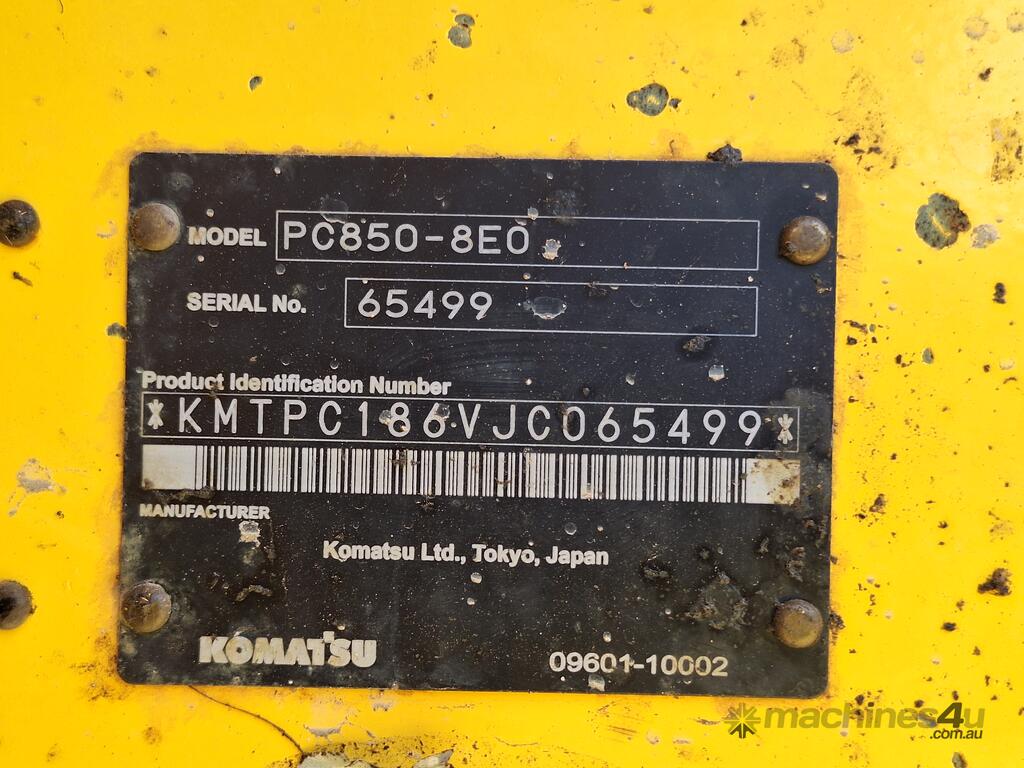 MODEL PC850-8E0
SERIAL No. 65499
Product Identification Number
*KMTPC186VJC065499*
MANUFACTURER
Komatsu Ltd., Tokyo, Japan
KOMATSU 09601-10002
machines4u
.com.au